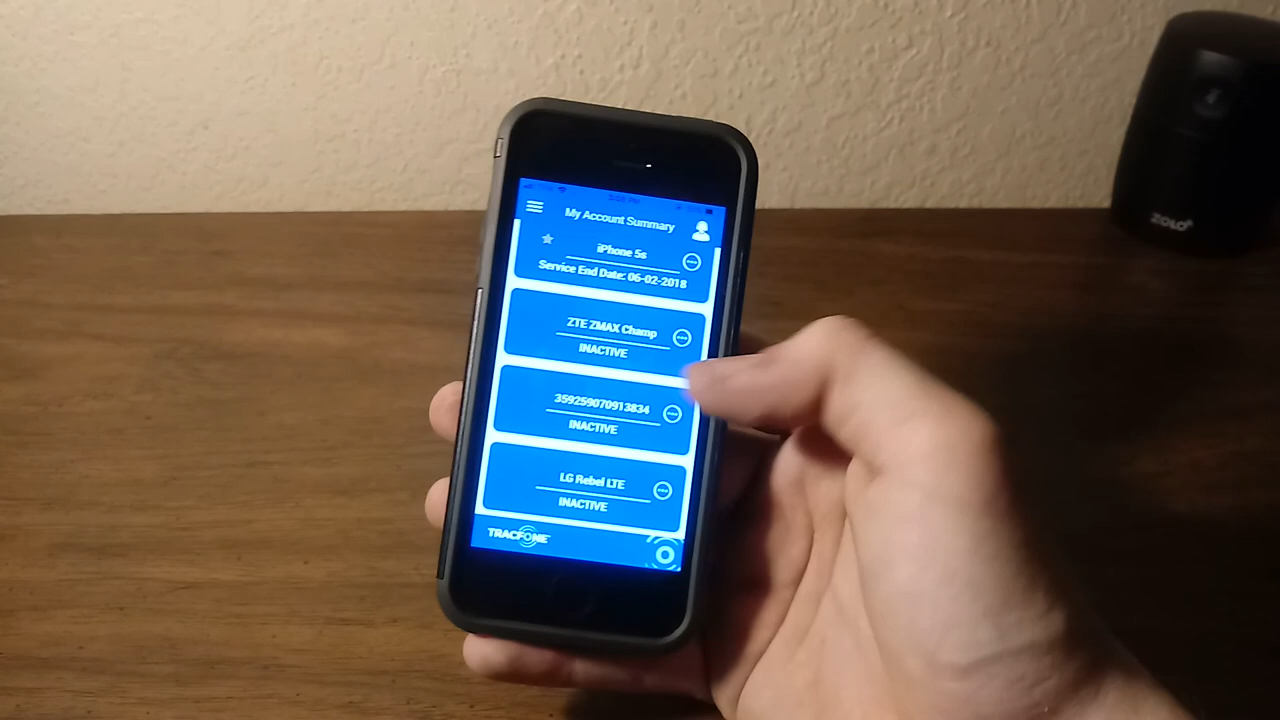 My Account Summary
iPhone 5s
Service End Date: 06-02-2018
ZTE ZMAX Champ
INACTIVE
359259070913834
INACTIVE
LG Rebel LTE
INACTIVE
TRACFONE
ZOLO